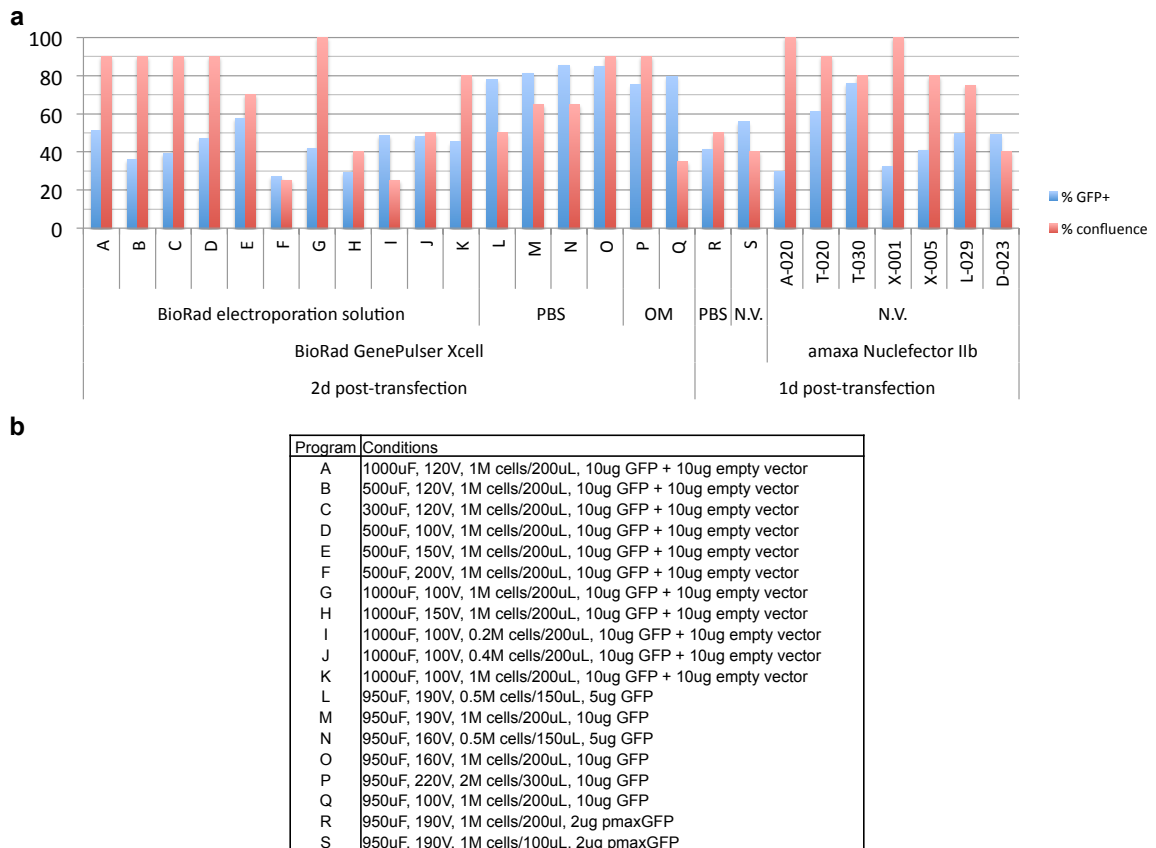 a
100
80
60
40
20
0
A B C D E F G H I J K L M N O P Q R S A-020 T-020 T-030 X-001 X-005 L-029 D-023
BioRad electroporation solution PBS OM PBS N.V. N.V.
BioRad GenePulser Xcell amaxa Nuclefector IIb
2d post-transfection 1d post-transfection
% GFP+
% confluence
b
Program Conditions
A 1000uF, 120V, 1M cells/200uL, 10ug GFP + 10ug empty vector
B 500uF, 120V, 1M cells/200uL, 10ug GFP + 10ug empty vector
C 300uF, 120V, 1M cells/200uL, 10ug GFP + 10ug empty vector
D 500uF, 100V, 1M cells/200uL, 10ug GFP + 10ug empty vector
E 500uF, 150V, 1M cells/200uL, 10ug GFP + 10ug empty vector
F 500uF, 200V, 1M cells/200uL, 10ug GFP + 10ug empty vector
G 1000uF, 100V, 1M cells/200uL, 10ug GFP + 10ug empty vector
H 1000uF, 150V, 1M cells/200uL, 10ug GFP + 10ug empty vector
I 1000uF, 100V, 0.2M cells/200uL, 10ug GFP + 10ug empty vector
J 1000uF, 100V, 0.4M cells/200uL, 10ug GFP + 10ug empty vector
K 1000uF, 100V, 1M cells/200uL, 10ug GFP + 10ug empty vector
L 950uF, 190V, 0.5M cells/150uL, 5ug GFP
M 950uF, 190V, 1M cells/200uL, 10ug GFP
N 950uF, 160V, 0.5M cells/150uL, 5ug GFP
O 950uF, 160V, 1M cells/200uL, 10ug GFP
P 950uF, 220V, 2M cells/300uL, 10ug GFP
Q 950uF, 100V, 1M cells/200uL, 10ug GFP
R 950uF, 190V, 1M cells/200ul, 2ug pmaxGFP
S 950uF, 190V, 1M cells/100uL, 2ug pmaxGFP